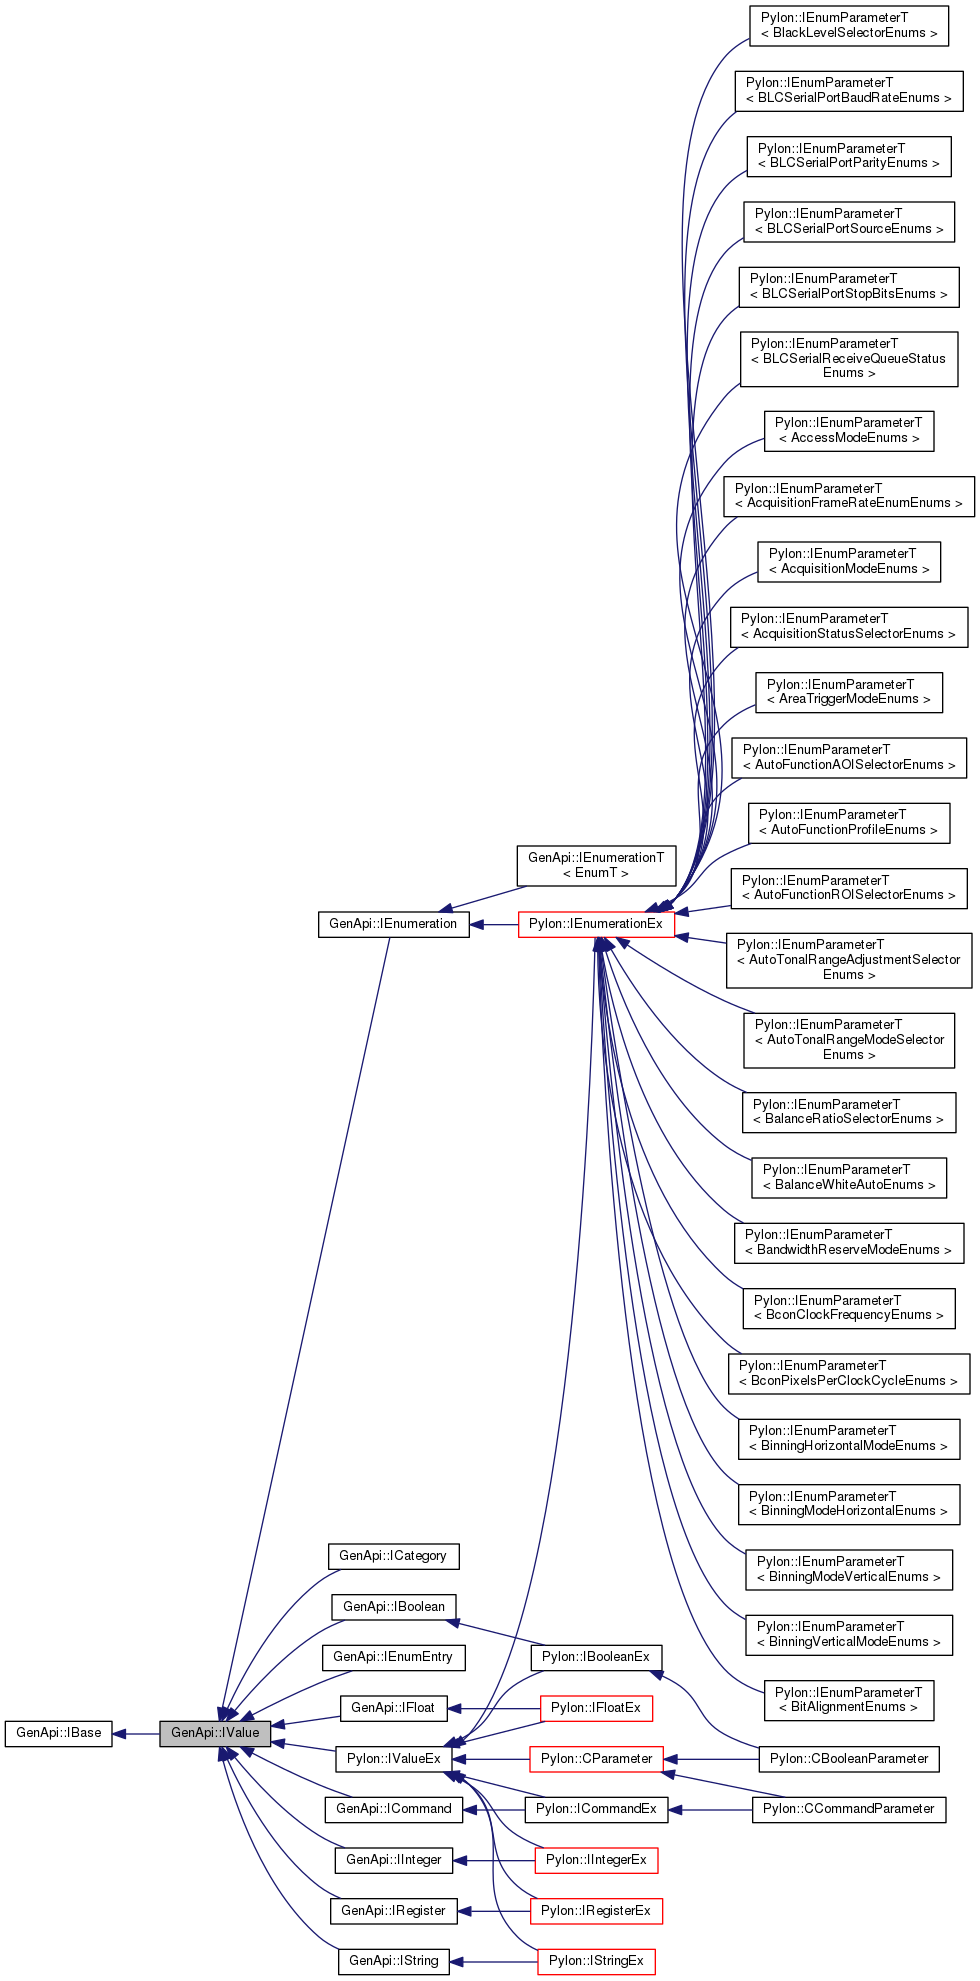 Pylon::IEnumParameterT
< BlackLevelSelectorEnums >
Pylon::IEnumParameterT
< BLCSerialPortBaudRateEnums >
Pylon::IEnumParameterT
< BLCSerialPortParityEnums >
Pylon::IEnumParameterT
< BLCSerialPortSourceEnums >
Pylon::IEnumParameterT
< BLCSerialPortStopBitsEnums >
Pylon::IEnumParameterT
< BLCSerialReceiveQueueStatus
Enums >
Pylon::IEnumParameterT
< AccessModeEnums >
Pylon::IEnumParameterT
< AcquisitionFrameRateEnumEnums >
Pylon::IEnumParameterT
< AcquisitionModeEnums >
Pylon::IEnumParameterT
< AcquisitionStatusSelectorEnums >
Pylon::IEnumParameterT
< AreaTriggerModeEnums >
Pylon::IEnumParameterT
< AutoFunctionAOISelectorEnums >
Pylon::IEnumParameterT
< AutoFunctionProfileEnums >
GenApi::IEnumerationT
< EnumT >
Pylon::IEnumParameterT
< AutoFunctionROISelectorEnums >
GenApi::IEnumeration
Pylon::IEnumerationEx
Pylon::IEnumParameterT
< AutoTonalRangeAdjustmentSelector
Enums >
Pylon::IEnumParameterT
< AutoTonalRangeModeSelector
Enums >
Pylon::IEnumParameterT
< BalanceRatioSelectorEnums >
Pylon::IEnumParameterT
< BalanceWhiteAutoEnums >
Pylon::IEnumParameterT
< BandwidthReserveModeEnums >
Pylon::IEnumParameterT
< BconClockFrequencyEnums >
Pylon::IEnumParameterT
< BconPixelsPerClockCycleEnums >
Pylon::IEnumParameterT
< BinningHorizontalModeEnums >
Pylon::IEnumParameterT
< BinningModeHorizontalEnums >
Pylon::IEnumParameterT
< BinningModeVerticalEnums >
Pylon::IEnumParameterT
< BinningVerticalModeEnums >
Pylon::IEnumParameterT
< BitAlignmentEnums >
GenApi::ICategory
GenApi::IBoolean
GenApi::IEnumEntry
Pylon::IBooleanEx
GenApi::IFloat
Pylon::IFloatEx
GenApi::IBase
GenApi::IValue
Pylon::IValueEx
Pylon::CParameter
Pylon::CBooleanParameter
GenApi::ICommand
Pylon::ICommandEx
Pylon::CCommandParameter
GenApi::IInteger
Pylon::IIntegerEx
GenApi::IRegister
Pylon::IRegisterEx
GenApi::IString
Pylon::IStringEx